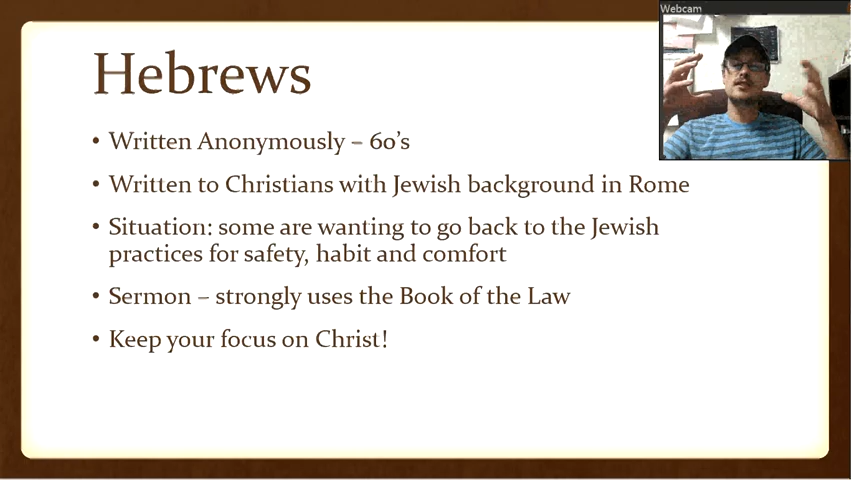 Webcam
Hebrews
• Written Anonymously – 60's
• Written to Christians with Jewish background in Rome
• Situation: some are wanting to go back to the Jewish
practices for safety, habit and comfort
• Sermon – strongly uses the Book of the Law
• Keep your focus on Christ!